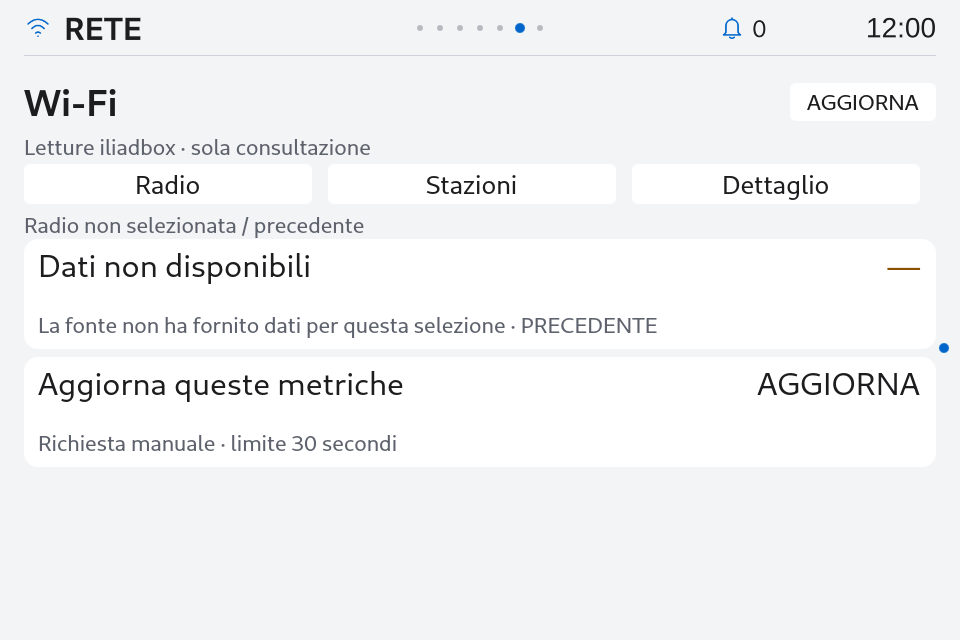 RETE
0
12:00
Wi-Fi
AGGIORNA
Letture iliadbox · sola consultazione
Radio
Stazioni
Dettaglio
Radio non selezionata / precedente
Dati non disponibili
—
La fonte non ha fornito dati per questa selezione · PRECEDENTE
Aggiorna queste metriche
AGGIORNA
Richiesta manuale · limite 30 secondi